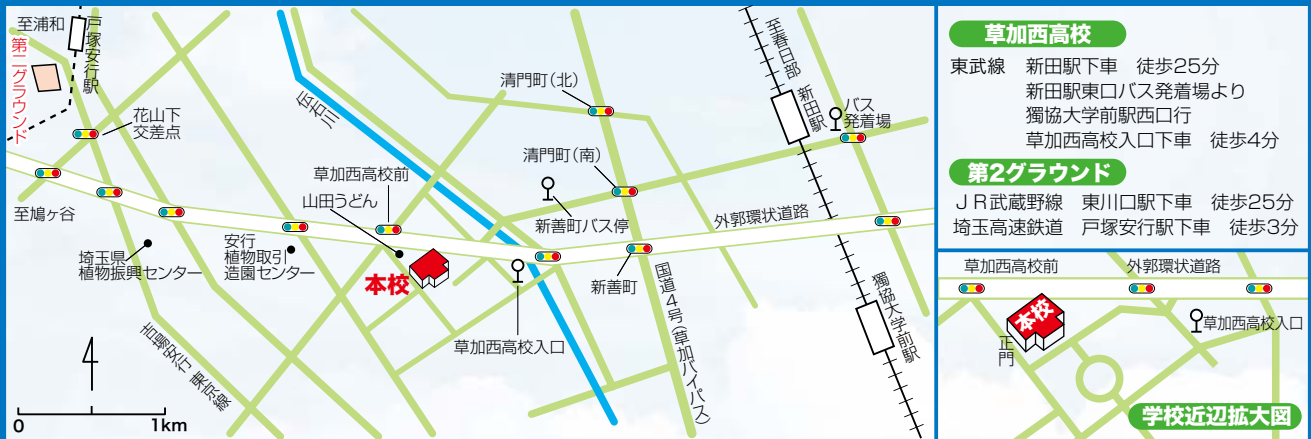 至浦和
戸塚安行駅
第二グラウンド
花山下
交差点
至鳩ヶ谷
埼玉県
植物振興センター
安行
植物取引
造園センター
吉場安行東京線
草加西高校前
山田うどん
本校
伝右川
清門町（北）
清門町（南）
新善町バス停
草加西高校入口
新善町
国道4号（草加バイパス）
外郭環状道路
至春日部
新田駅
バス
発着場
獨協大学前駅
0 1km
草加西高校
東武線 新田駅下車 徒歩25分
新田駅東口バス発着場より
獨協大学前駅西口行
草加西高校入口下車 徒歩4分
第2グラウンド
ＪＲ武蔵野線 東川口駅下車 徒歩25分
埼玉高速鉄道 戸塚安行駅下車 徒歩3分
草加西高校前
外郭環状道路
本校
正門
草加西高校入口
学校近辺拡大図